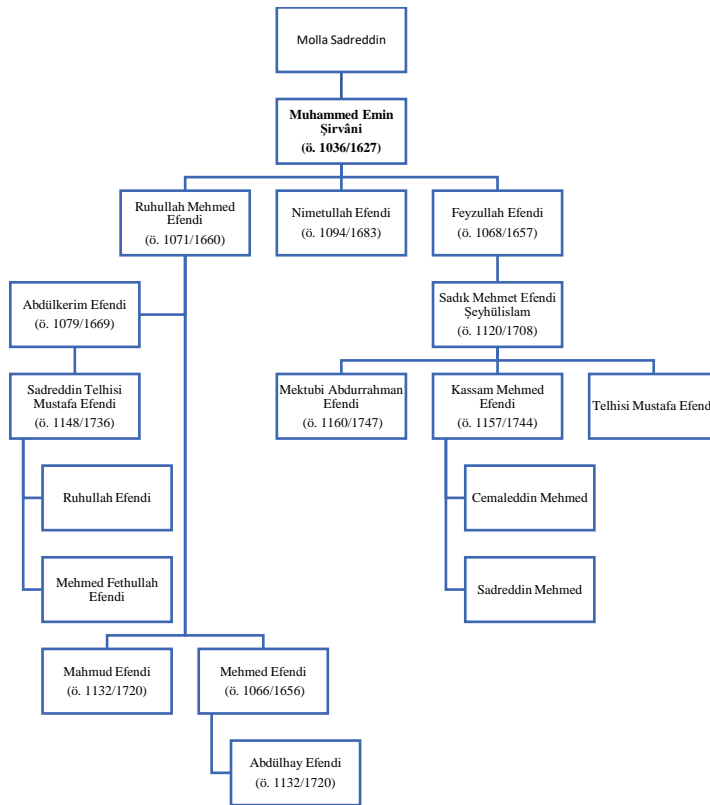 Molla Sadreddin
Muhammed Emin
Şirvâni
(ö. 1036/1627)
Ruhullah Mehmed
Efendi
(ö. 1071/1660)
Nimetullah Efendi
(ö. 1094/1683)
Feyzullah Efendi
(ö. 1068/1657)
Abdülkerim Efendi
(ö. 1079/1669)
Sadık Mehmet Efendi
Şeyhülislam
(ö. 1120/1708)
Sadreddin Telhisi
Mustafa Efendi
(ö. 1148/1736)
Mektubi Abdurrahman
Efendi
(ö. 1160/1747)
Kassam Mehmed
Efendi
(ö. 1157/1744)
Telhisi Mustafa Efendi
Ruhullah Efendi
Cemaleddin Mehmed
Mehmed Fethullah
Efendi
Sadreddin Mehmed
Mahmud Efendi
(ö. 1132/1720)
Mehmed Efendi
(ö. 1066/1656)
Abdülhay Efendi
(ö. 1132/1720)